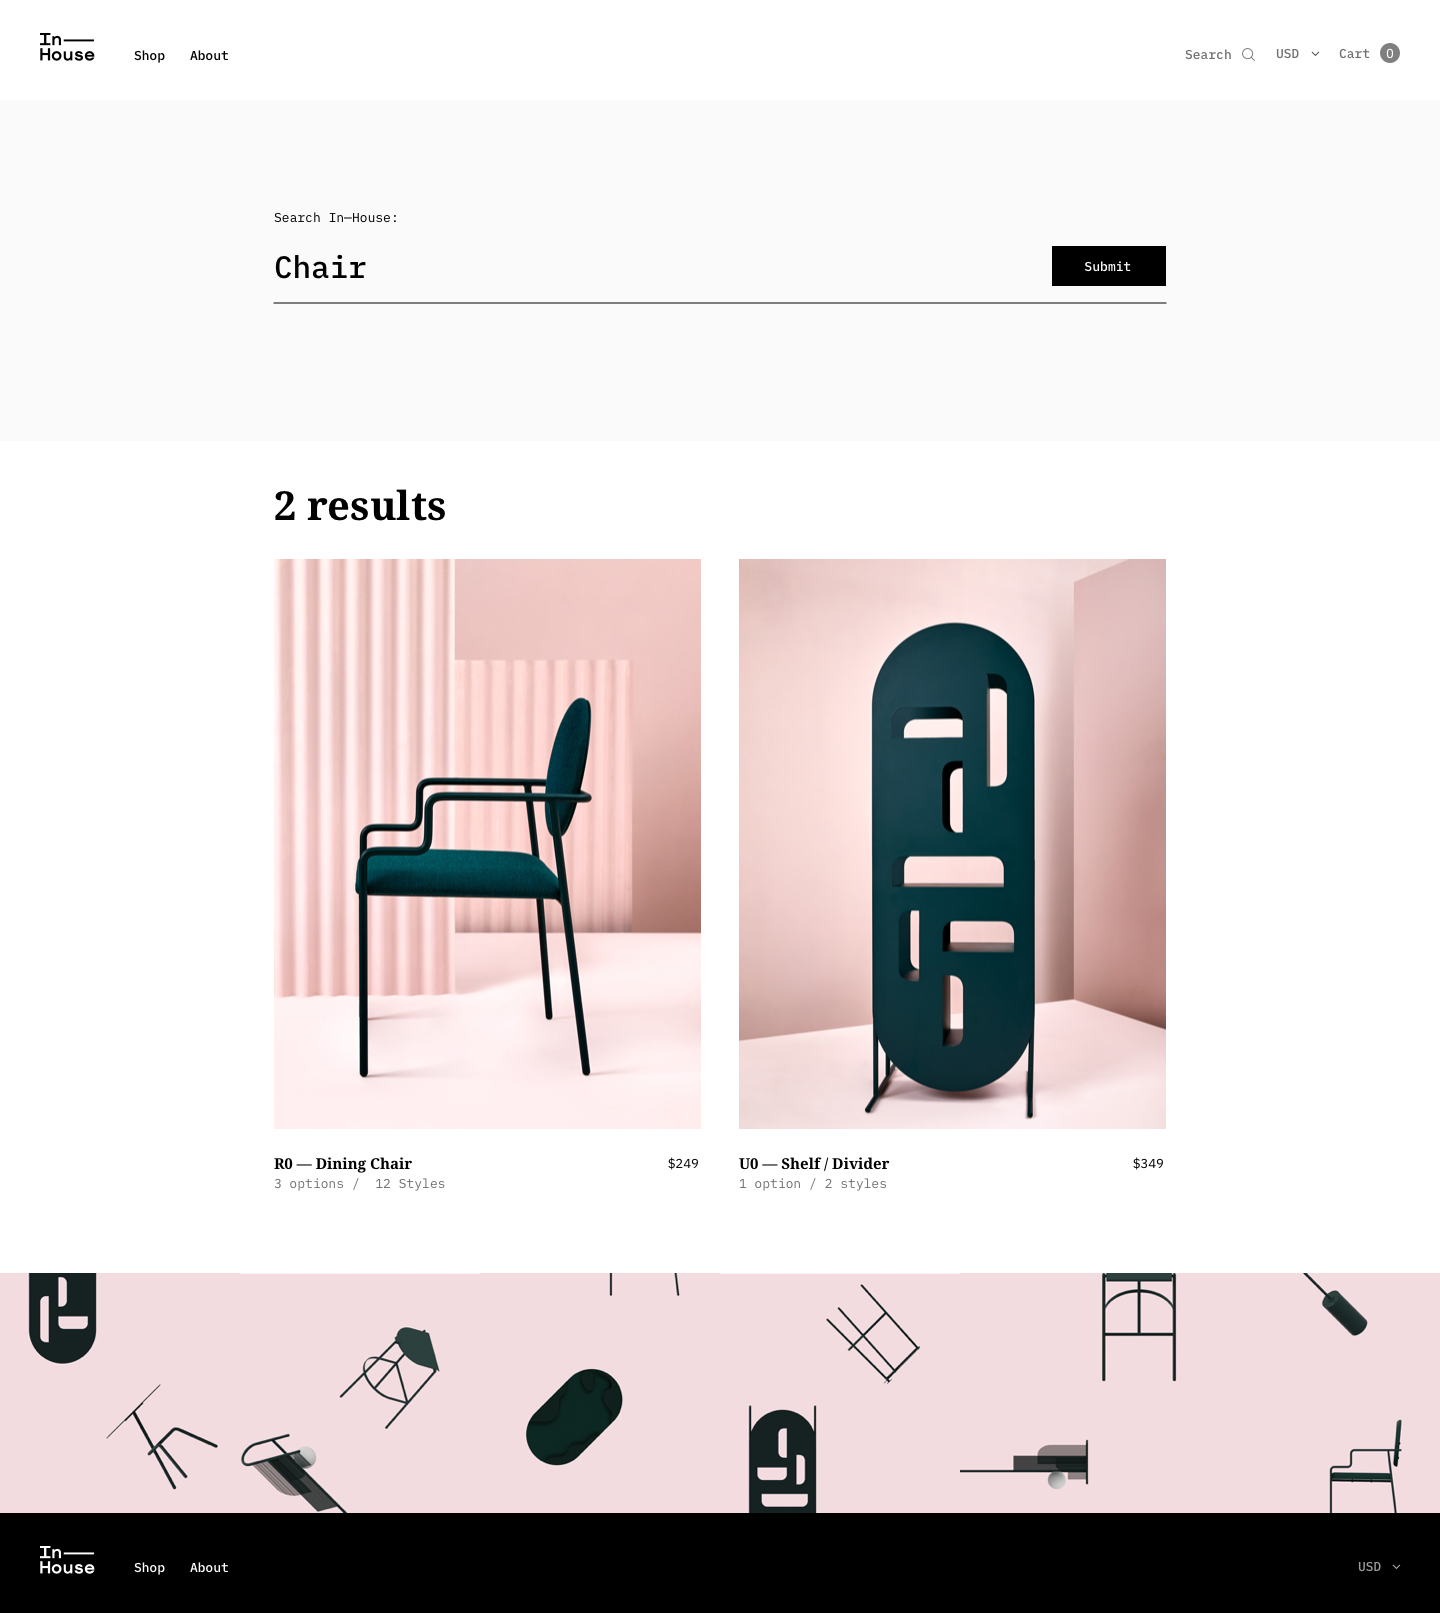 In—
House
Shop
About
Search
USD
Cart
0
Search In—House:
Chair
Submit
2 results
R0 — Dining Chair
$249
3 options /  12 Styles
U0 — Shelf / Divider
$349
1 option / 2 styles
In—
House
Shop
About
USD